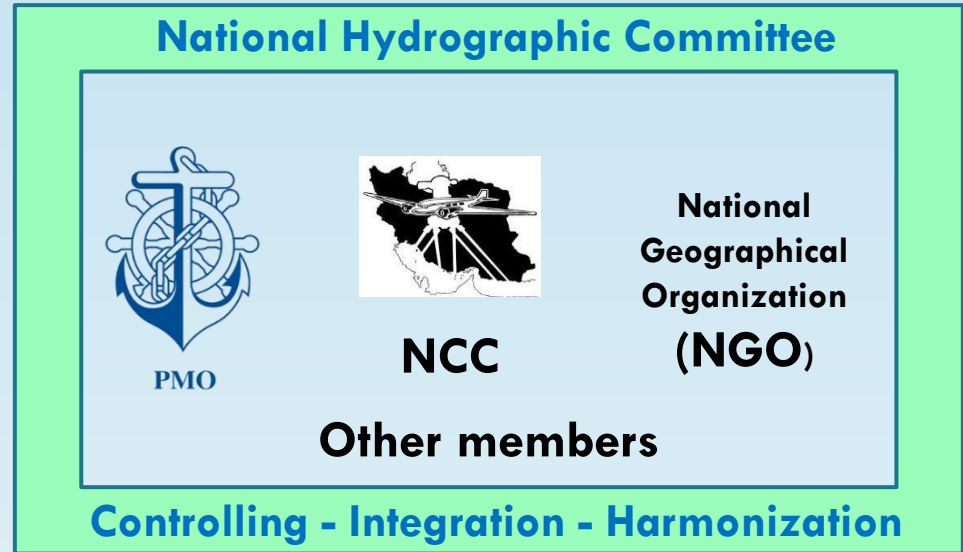 National Hydrographic Committee
PMO
NCC
National
Geographical
Organization
(NGO)
Other members
Controlling - Integration - Harmonization